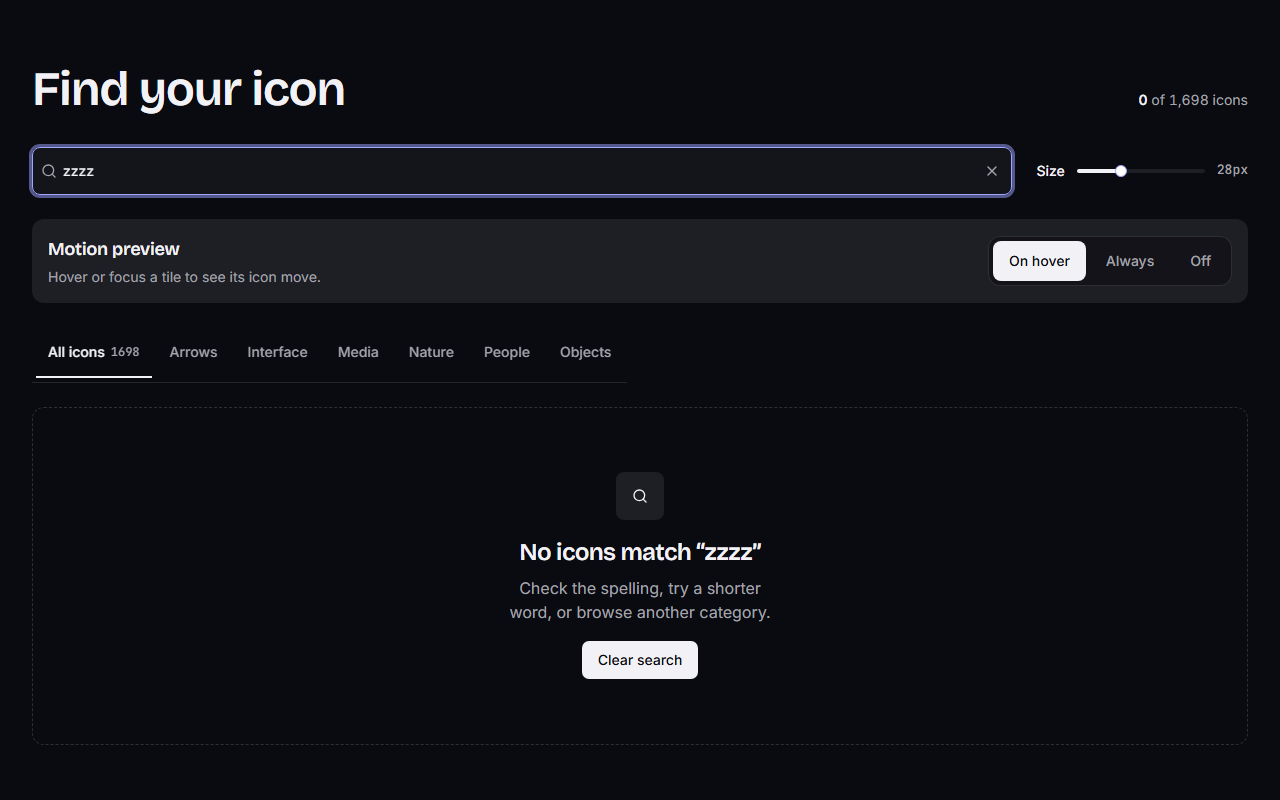 Find your icon
0 of 1,698 icons
zzzz
Size
28px
Motion preview
Hover or focus a tile to see its icon move.
On hover
Always
Off
All icons 1698
Arrows
Interface
Media
Nature
People
Objects
No icons match “zzzz”
Check the spelling, try a shorter
word, or browse another category.
Clear search